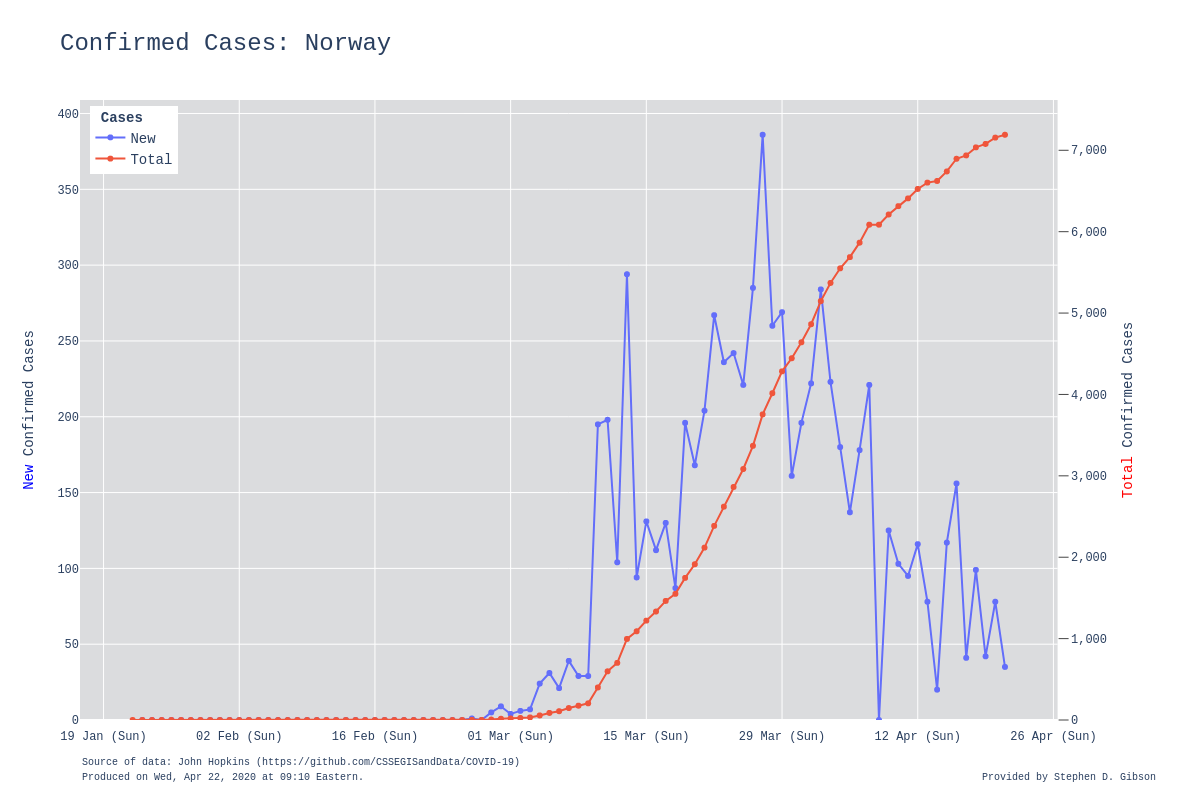 Confirmed Cases: Norway
Cases
New
Total
400
350
300
250
200
150
100
50
0
7,000
6,000
5,000
4,000
3,000
2,000
1,000
0
New Confirmed Cases
Total Confirmed Cases
19 Jan (Sun)
02 Feb (Sun)
16 Feb (Sun)
01 Mar (Sun)
15 Mar (Sun)
29 Mar (Sun)
12 Apr (Sun)
26 Apr (Sun)
Source of data: John Hopkins (https://github.com/CSSEGISandData/COVID-19)
Produced on Wed, Apr 22, 2020 at 09:10 Eastern.
Provided by Stephen D. Gibson